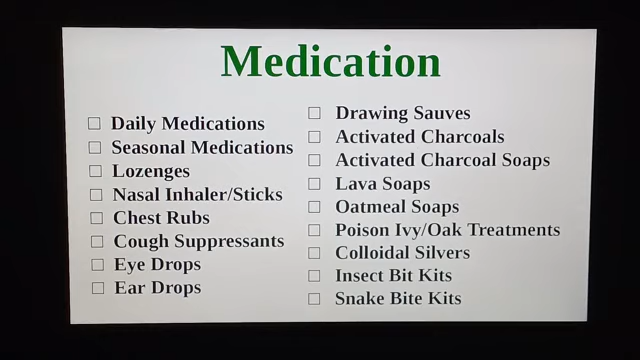 Medication
Daily Medications
Seasonal Medications
Lozenges
Nasal Inhaler/Sticks
Chest Rubs
Cough Suppressants
Eye Drops
Ear Drops
Drawing Sauves
Activated Charcoals
Activated Charcoal Soaps
Lava Soaps
Oatmeal Soaps
Poison Ivy/Oak Treatments
Colloidal Silvers
Insect Bit Kits
Snake Bite Kits